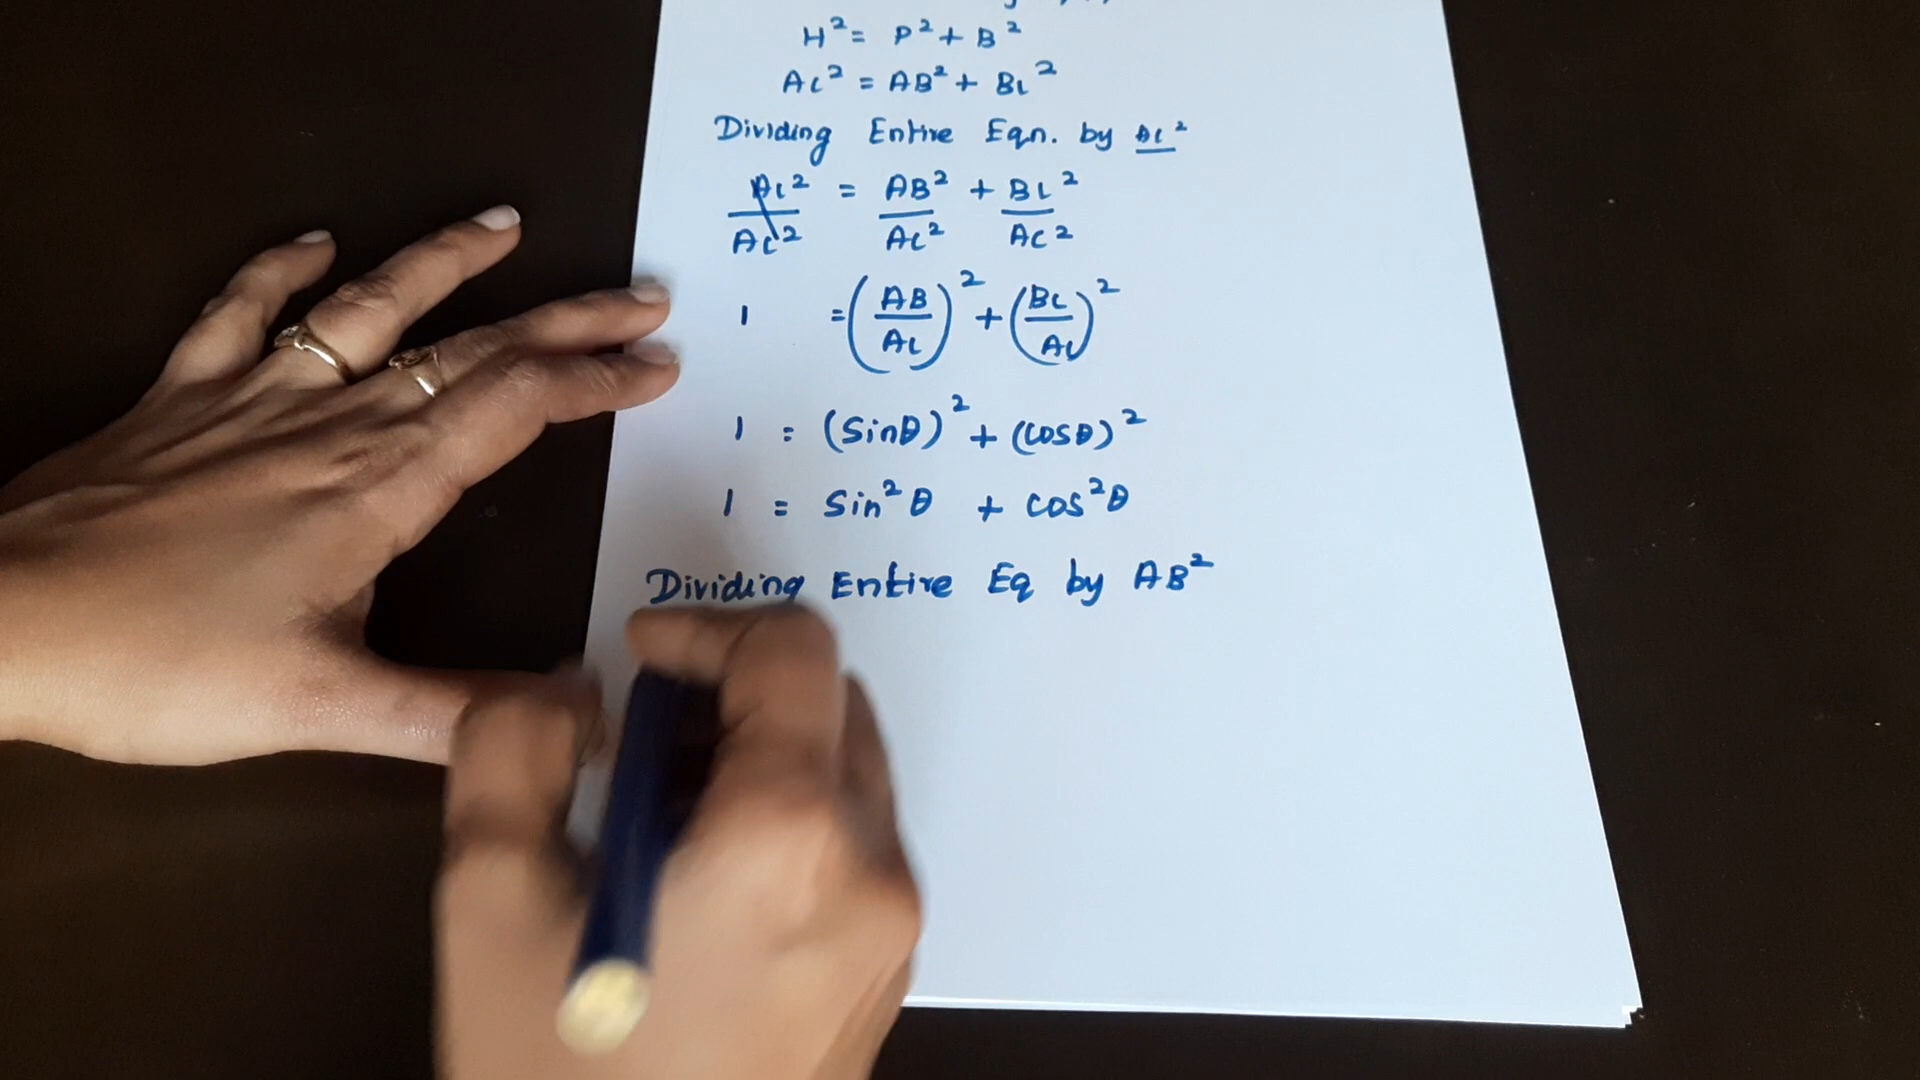 H² = P² + B²
AC² = AB² + BC²
Dividing Entire Eqn. by AC²
AC² = AB² + BC²
AC² AC² AC²
1 = (AB/AC)² + (BC/AC)²
1 = (Sinθ)² + (cosθ)²
1 = Sin²θ + cos²θ
Dividing Entire Eq by AB²